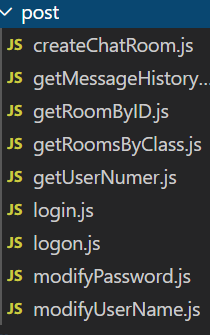 post
JS createChatRoom.js
JS getMessageHistory...
JS getRoomByID.js
JS getRoomsByClass.js
JS getUserNumer.js
JS login.js
JS logon.js
JS modifyPassword.js
JS modifyUserName.js